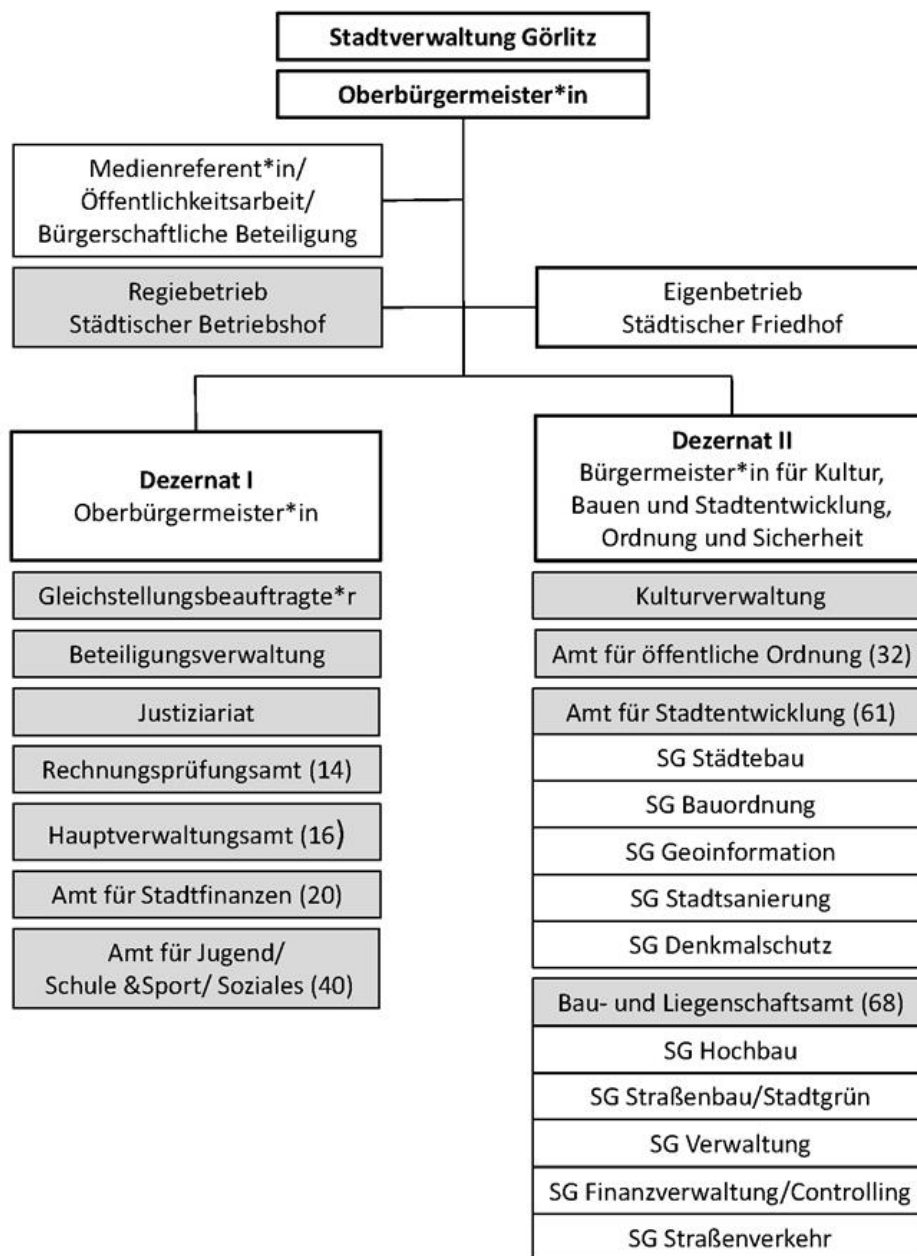 Stadtverwaltung Görlitz
Oberbürgermeister*in
Medienreferent*in/
Öffentlichkeitsarbeit/
Bürgerschaftliche Beteiligung
Regiebetrieb
Städtischer Betriebshof
Eigenbetrieb
Städtischer Friedhof
Dezernat I
Oberbürgermeister*in
Gleichstellungsbeauftragte*r
Beteiligungsverwaltung
Justiziariat
Rechnungsprüfungsamt (14)
Hauptverwaltungsamt (16)
Amt für Stadtfinanzen (20)
Amt für Jugend/
Schule &Sport/ Soziales (40)
Dezernat II
Bürgermeister*in für Kultur,
Bauen und Stadtentwicklung,
Ordnung und Sicherheit
Kulturverwaltung
Amt für öffentliche Ordnung (32)
Amt für Stadtentwicklung (61)
SG Städtebau
SG Bauordnung
SG Geoinformation
SG Stadtsanierung
SG Denkmalschutz
Bau- und Liegenschaftsamt (68)
SG Hochbau
SG Straßenbau/Stadtgrün
SG Verwaltung
SG Finanzverwaltung/Controlling
SG Straßenverkehr